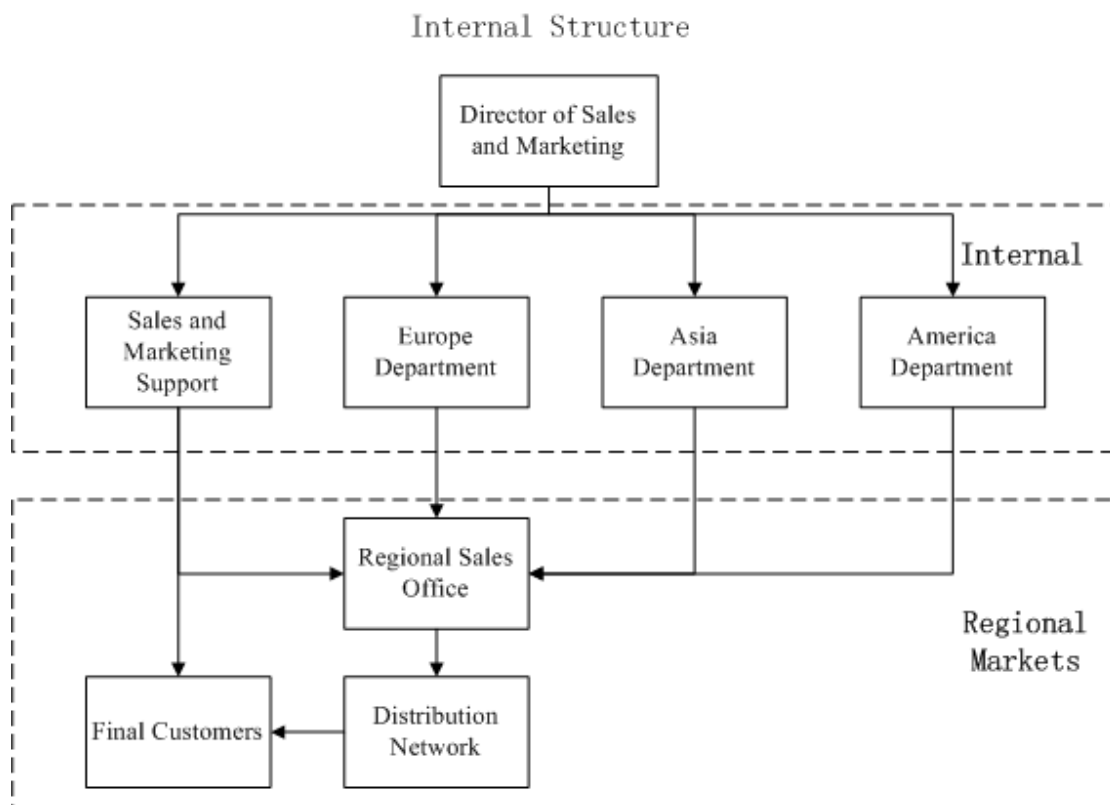 Internal Structure
Director of Sales
and Marketing
Internal
Sales and
Marketing
Support
Europe
Department
Asia
Department
America
Department
Regional Sales
Office
Regional
Markets
Final Customers
Distribution
Network